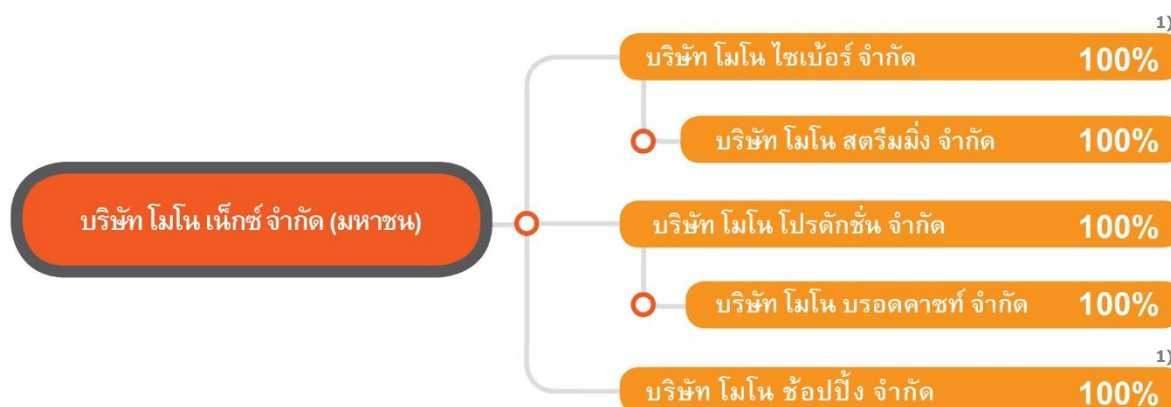 1)
บริษัท โมโน ไซเบ้อร์ จำกัด 100%
บริษัท โมโน สตรีมมิ่ง จำกัด 100%
บริษัท โมโน เน็กซ์ จำกัด (มหาชน)
บริษัท โมโน โปรดักชั่น จำกัด 100%
บริษัท โมโน บรอดคาซท์ จำกัด 100%
1)
บริษัท โมโน ช้อปปิ้ง จำกัด 100%